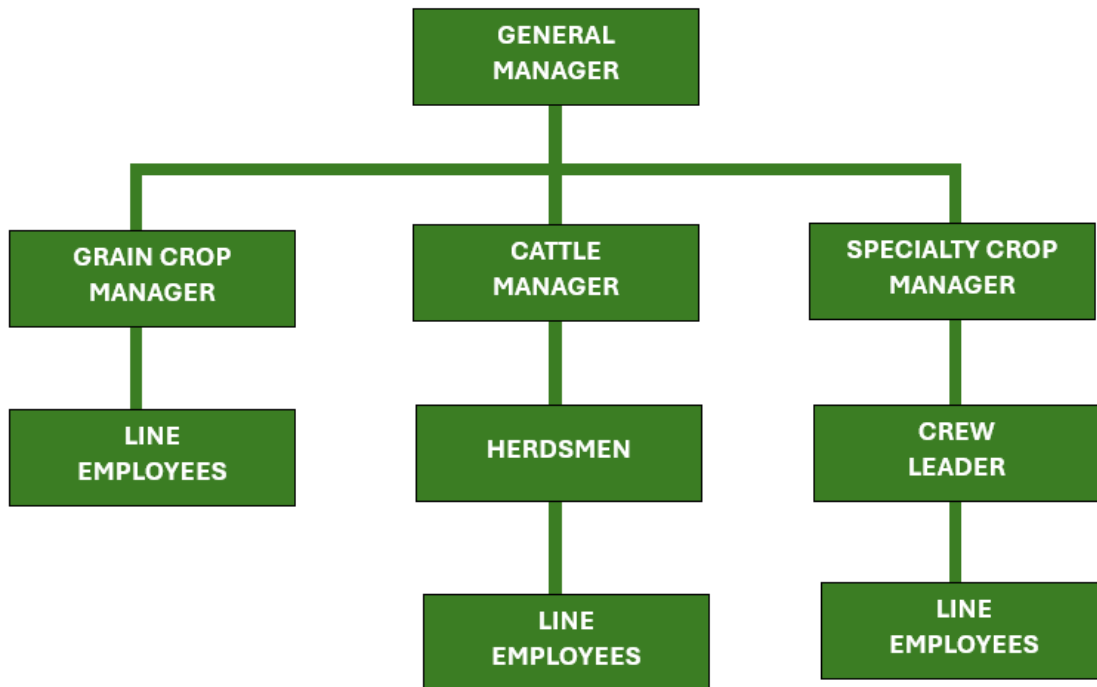 GENERAL
MANAGER
GRAIN CROP
MANAGER
CATTLE
MANAGER
SPECIALTY CROP
MANAGER
LINE
EMPLOYEES
HERDSMEN
CREW
LEADER
LINE
EMPLOYEES
LINE
EMPLOYEES